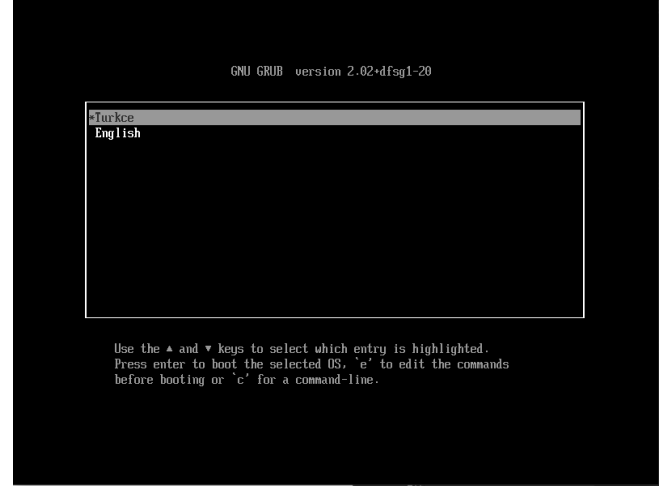 GNU GRUB  version 2.02+dfsg1-20
*Turkce
English
Use the ▲ and ▼ keys to select which entry is highlighted.
Press enter to boot the selected OS, `e' to edit the commands
before booting or `c' for a command-line.